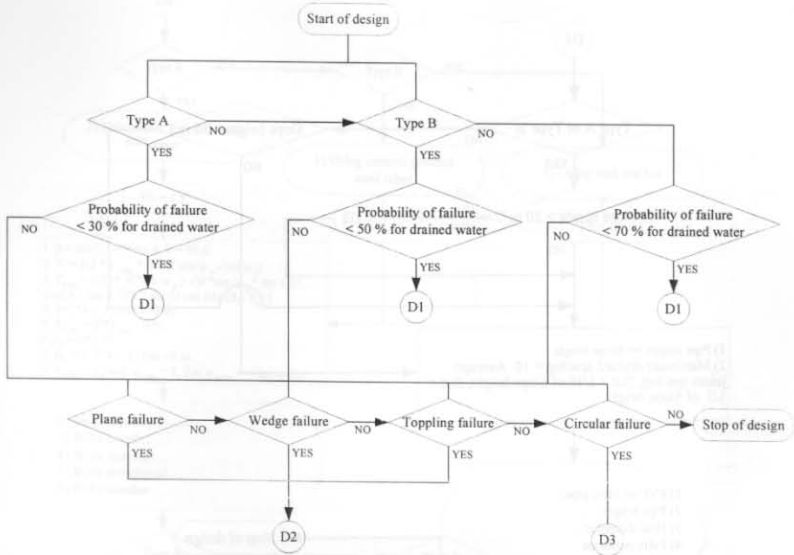 Start of design
Type A
NO
Type B
NO
YES
YES
Probability of failure
< 30 % for drained water
NO
Probability of failure
< 50 % for drained water
NO
Probability of failure
< 70 % for drained water
NO
YES
YES
YES
D1
D1
D1
Plane failure
NO
Wedge failure
NO
Toppling failure
NO
Circular failure
NO
Stop of design
YES
YES
YES
YES
D2
D3